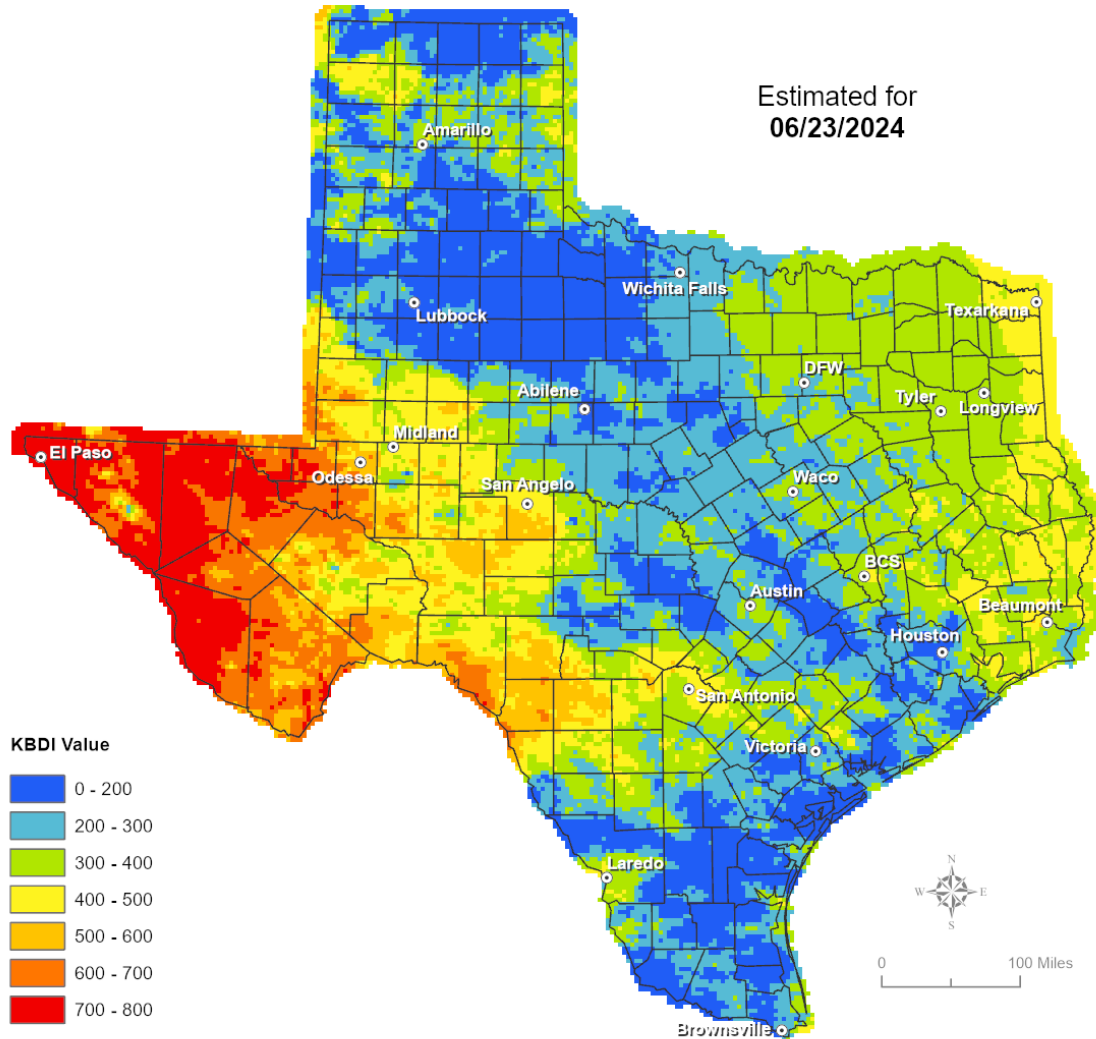 Estimated for
06/23/2024
Amarillo
Wichita Falls
Lubbock
Texarkana
DFW
Abilene
Tyler
Longview
Midland
El Paso
Odessa
San Angelo
Waco
BCS
Austin
Beaumont
Houston
San Antonio
Victoria
KBDI Value
0 - 200
200 - 300
300 - 400
400 - 500
500 - 600
600 - 700
700 - 800
Laredo
N
W E
S
0 100 Miles
Brownsville